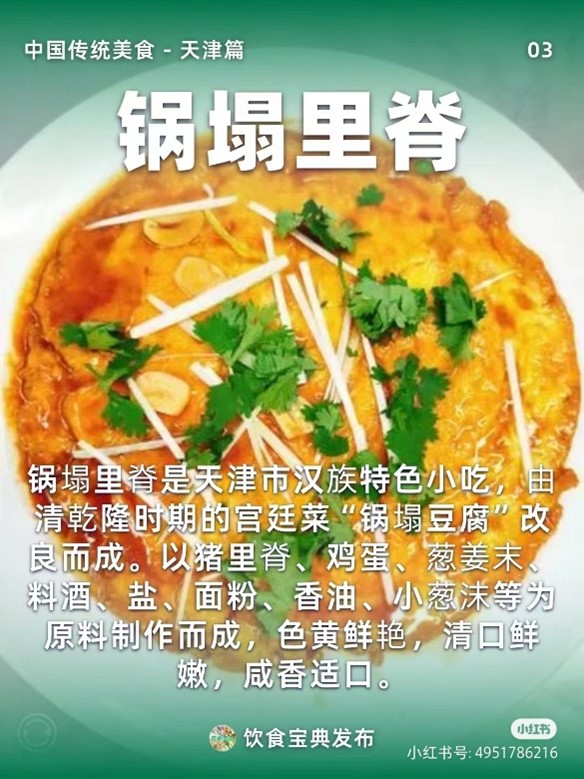 中国传统美食 - 天津篇
03
锅塌里脊
锅塌里脊是天津市汉族特色小吃，由
清乾隆时期的宫廷菜“锅塌豆腐”改
良而成。以猪里脊、鸡蛋、葱姜末、
料酒、盐、面粉、香油、小葱沫等为
原料制作而成，色黄鲜艳，清口鲜
嫩，咸香适口。
饮食宝典发布
小红书
小红书号: 4951786216